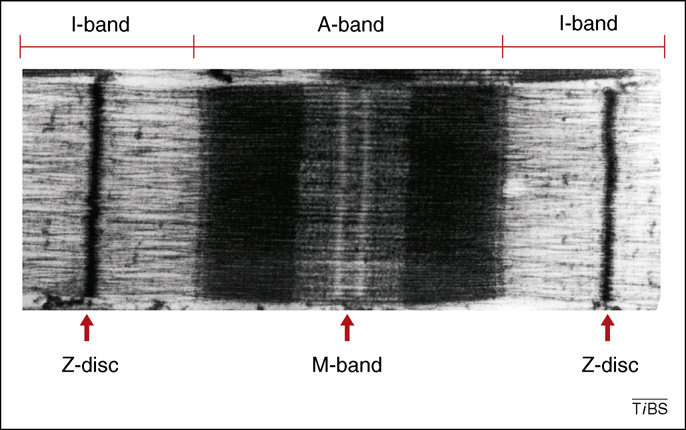 I-band A-band I-band
Z-disc M-band Z-disc
TiBS